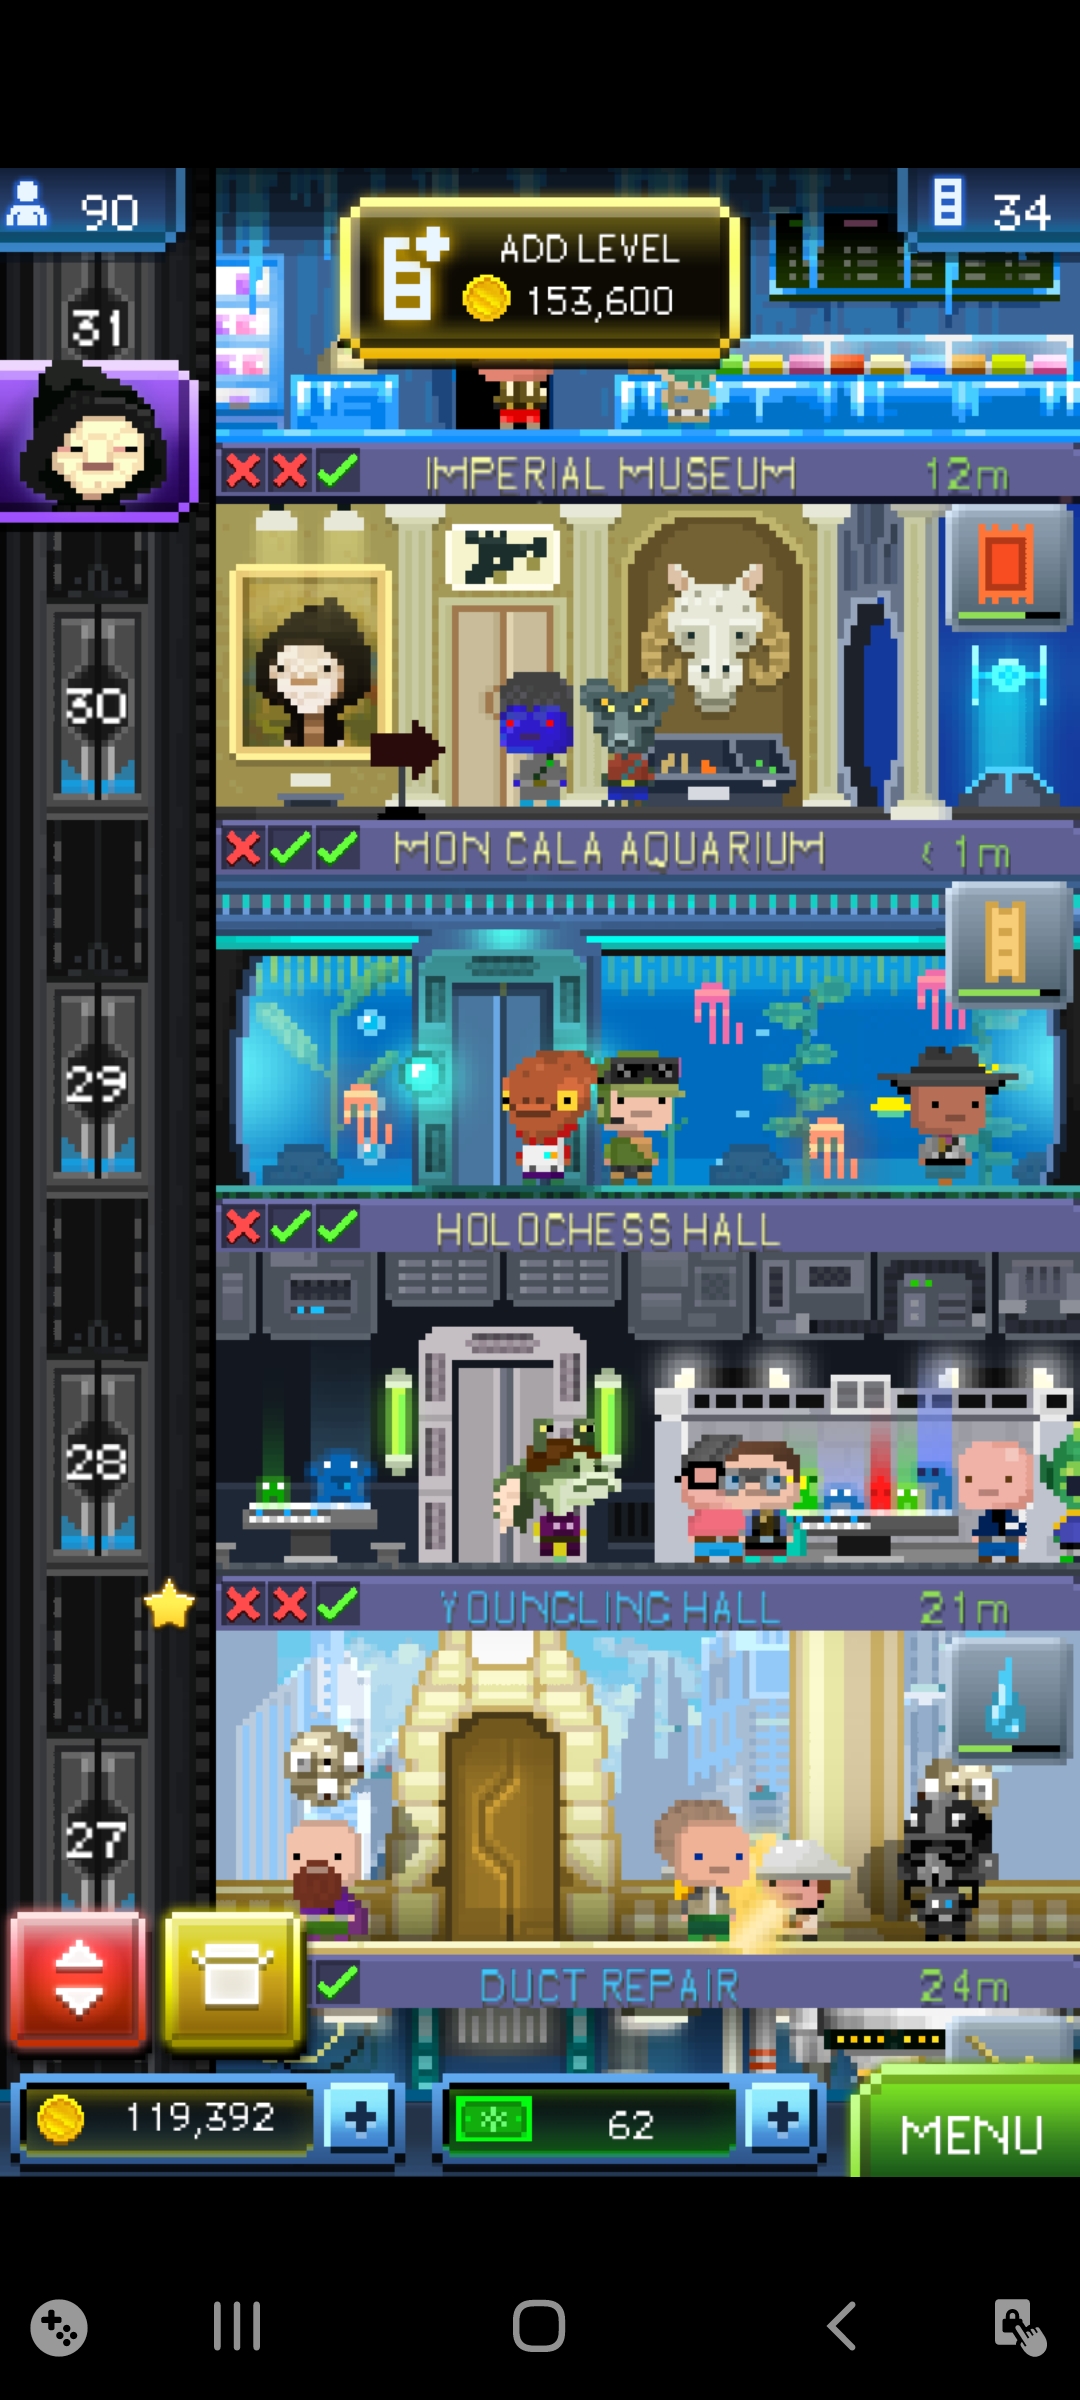 90
34
ADD LEVEL
153,600
31
IMPERIAL MUSEUM 12m
30
MON CALA AQUARIUM < 1m
29
HOLOCHESS HALL
28
YOUNGLING HALL 21m
27
DUCT REPAIR 24m
119,392 +
62 +
MENU